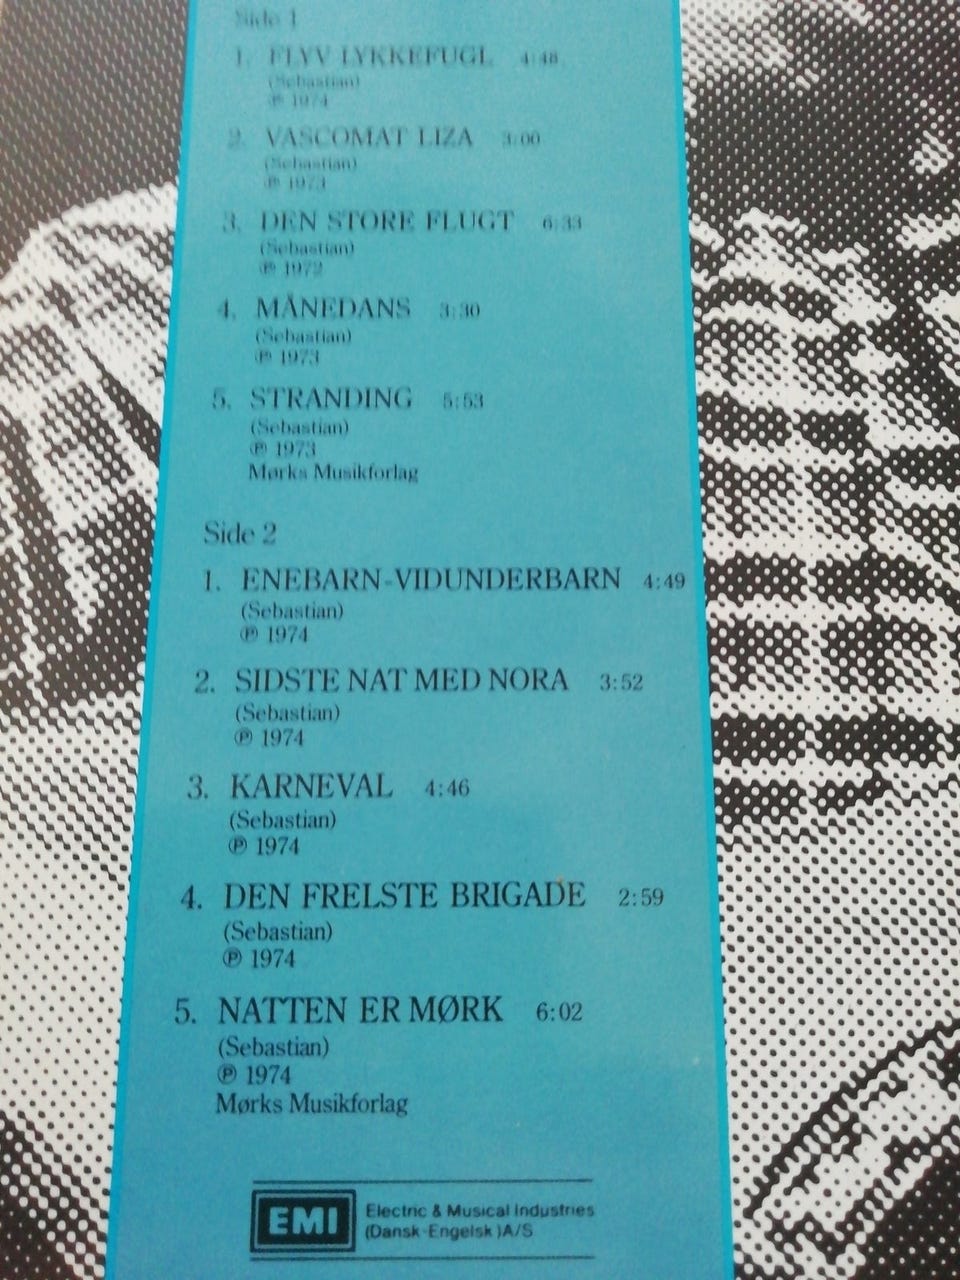 Side 1
1. FLYV LYKKEFUGL 4:48
(Sebastian)
℗ 1974
2. VASCOMAT LIZA 3:00
(Sebastian)
℗ 1973
3. DEN STORE FLUGT 6:33
(Sebastian)
℗ 1972
4. MÅNEDANS 3:30
(Sebastian)
℗ 1973
5. STRANDING 5:53
(Sebastian)
℗ 1973
Mørks Musikforlag
Side 2
1. ENEBARN-VIDUNDERBARN 4:49
(Sebastian)
℗ 1974
2. SIDSTE NAT MED NORA 3:52
(Sebastian)
℗ 1974
3. KARNEVAL 4:46
(Sebastian)
℗ 1974
4. DEN FRELSTE BRIGADE 2:59
(Sebastian)
℗ 1974
5. NATTEN ER MØRK 6:02
(Sebastian)
℗ 1974
Mørks Musikforlag
EMI Electric & Musical Industries
(Dansk-Engelsk )A/S